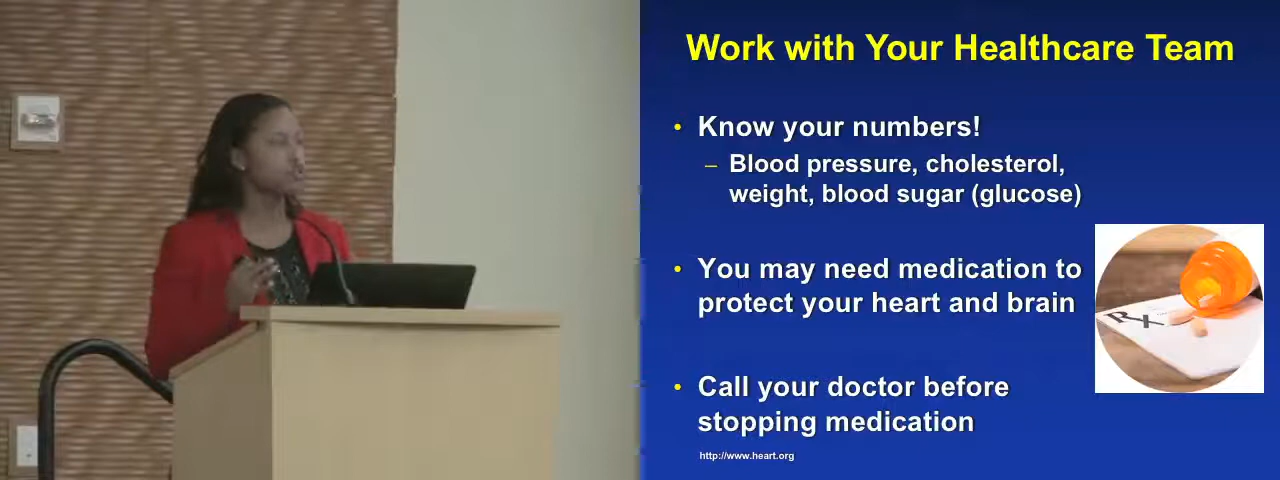 Work with Your Healthcare Team
• Know your numbers!
– Blood pressure, cholesterol,
weight, blood sugar (glucose)
• You may need medication to
protect your heart and brain
• Call your doctor before
stopping medication
http://www.heart.org
Rx